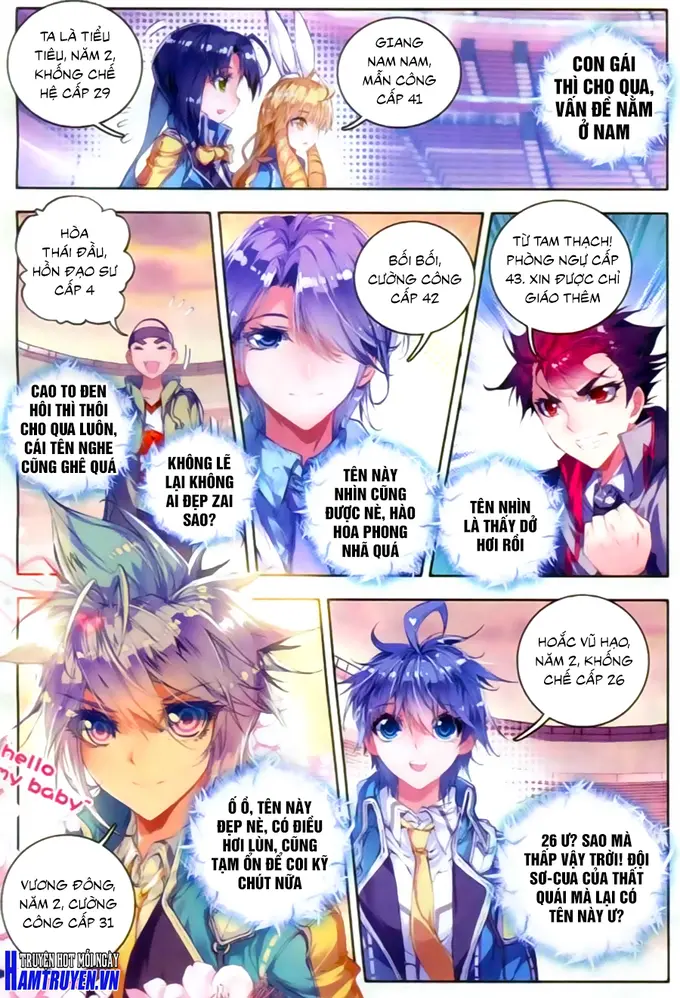 TA LÀ TIỂU
TIÊU, NĂM 2,
KHỐNG CHẾ
HỆ CẤP 29
GIANG
NAM NAM,
MẪN CÔNG
CẤP 41
CON GÁI
THÌ CHO QUA,
VẤN ĐỀ NẰM
Ở NAM
HÒA
THÁI ĐẦU,
HỒN ĐẠO SƯ
CẤP 4
CAO TO ĐEN
HÔI THÌ THÔI
CHO QUA LUÔN,
CÁI TÊN NGHE
CŨNG GHÊ QUÁ
KHÔNG LẼ
LẠI KHÔNG
AI ĐẸP ZAI
SAO?
BỐI BỐI,
CƯỜNG CÔNG
CẤP 42
TÊN NÀY
NHÌN CŨNG
ĐƯỢC NÈ, HÀO
HOA PHONG
NHÃ QUÁ
TỪ TAM THẠCH!
PHÒNG NGỰ CẤP
43. XIN ĐƯỢC CHỈ
GIÁO THÊM
TÊN NHÌN
LÀ THẤY DỞ
HƠI RỒI
hello
my baby~
Ố Ồ, TÊN NÀY
ĐẸP NÈ, CÓ ĐIỀU
HƠI LÙN, CŨNG
TẠM ỔN ĐỂ COI KỸ
CHÚT NỮA
VƯƠNG ĐÔNG,
NĂM 2, CƯỜNG
CÔNG CẤP 31
HOẮC VŨ HẠO,
NĂM 2, KHỐNG
CHẾ CẤP 26
26 Ư? SAO MÀ
THẤP VẬY TRỜI! ĐỘI
SƠ-CUA CỦA THẤT
QUÁI MÀ LẠI CÓ
TÊN NÀY Ư?
TRUYỆN HOT MỖI NGÀY
HAMTRUYEN.VN